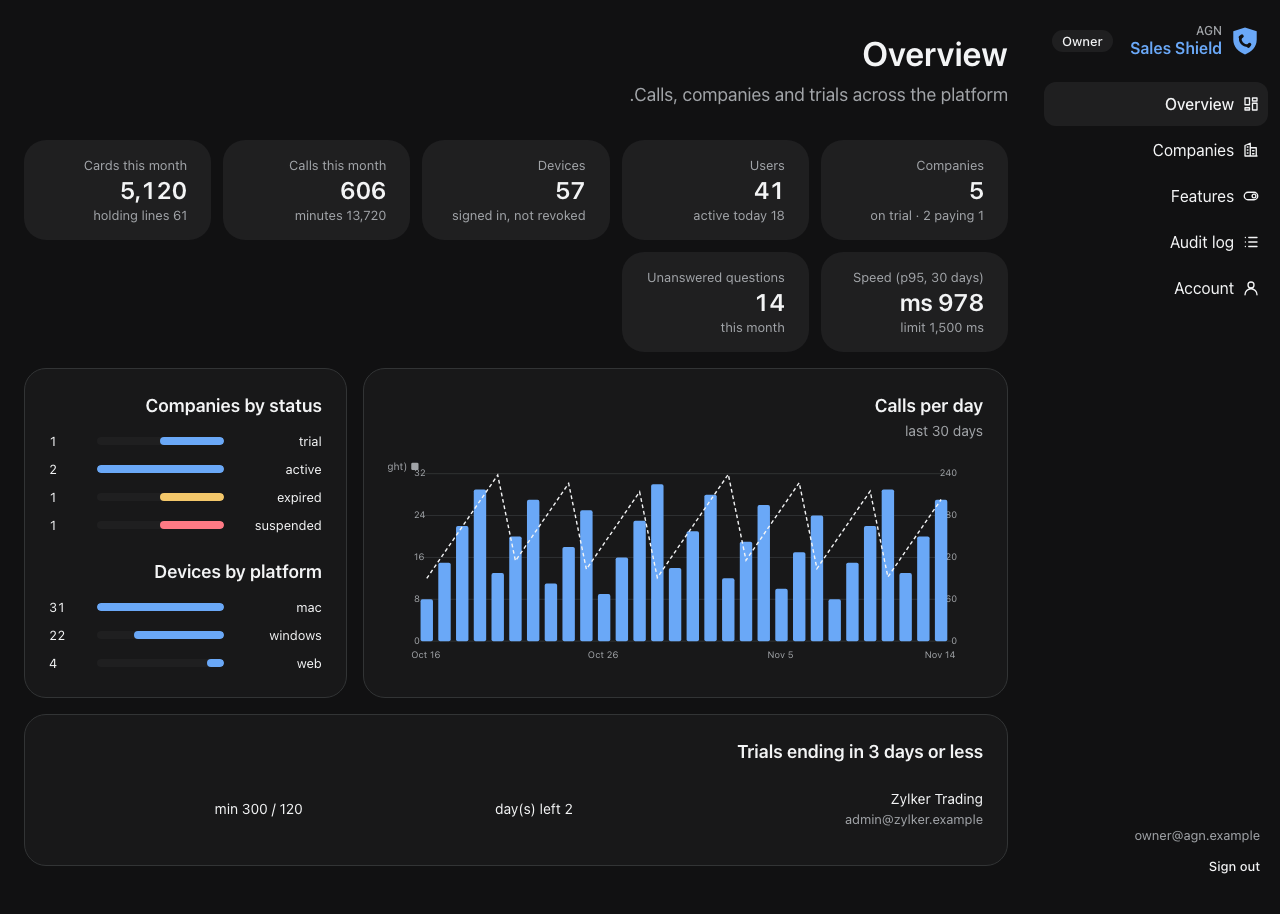 AGN
Sales Shield
Owner
Overview
Companies
Features
Audit log
Account
owner@agn.example
Sign out
Overview
.Calls, companies and trials across the platform
Companies
5
on trial · 2 paying 1
Users
41
active today 18
Devices
57
signed in, not revoked
Calls this month
606
minutes 13,720
Cards this month
5,120
holding lines 61
Speed (p95, 30 days)
ms 978
limit 1,500 ms
Unanswered questions
14
this month
Calls per day
last 30 days
ght)
32
24
16
8
0
240
60
0
Oct 16
Oct 26
Nov 5
Nov 14
Companies by status
trial 1
active 2
expired 1
suspended 1
Devices by platform
mac 31
windows 22
web 4
Trials ending in 3 days or less
Zylker Trading
admin@zylker.example
day(s) left 2
min 300 / 120